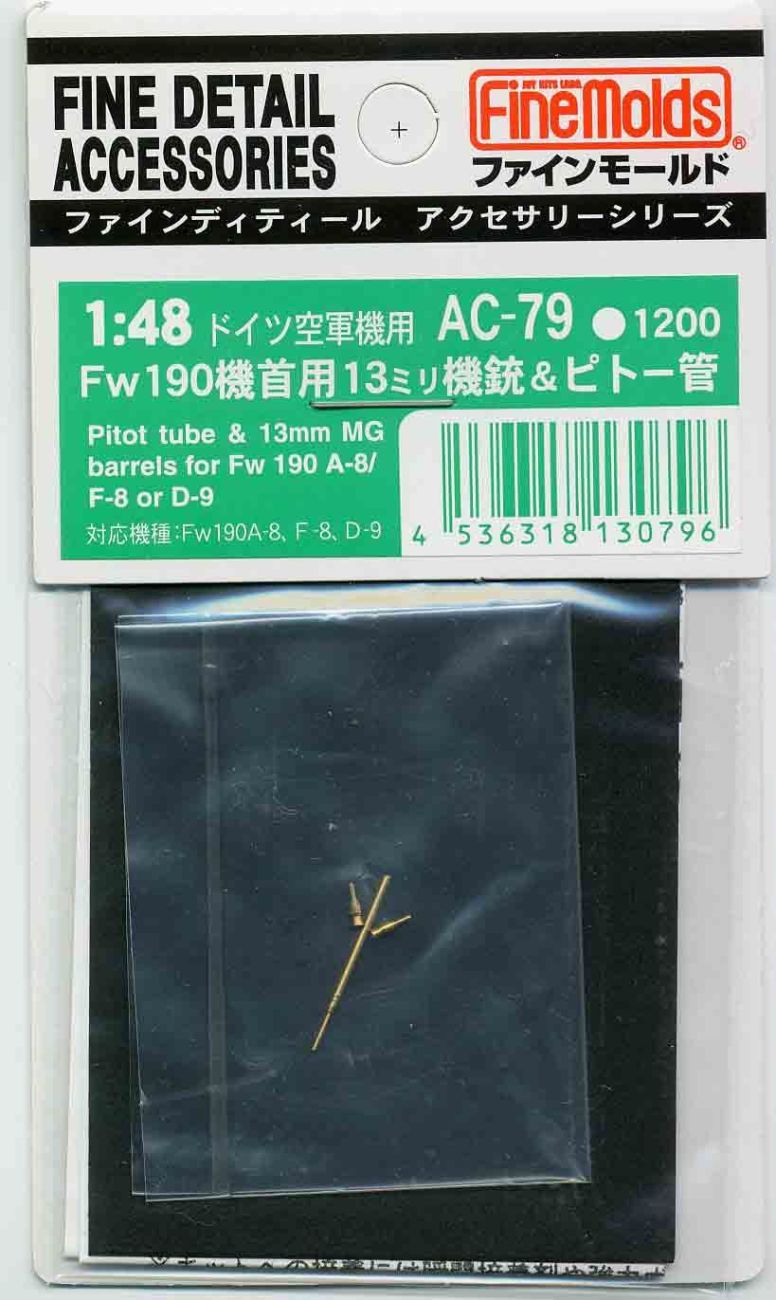 FINE DETAIL
ACCESSORIES
FineMolds
®
ファインモールド
ファインディティール アクセサリーシリーズ
1:48 ドイツ空軍機用 AC-79 ●1200
Fw190機首用13ミリ機銃&ピトー管
Pitot tube & 13mm MG
barrels for Fw 190 A-8/
F-8 or D-9
対応機種:Fw190A-8、F-8、D-9
4 536318 130796